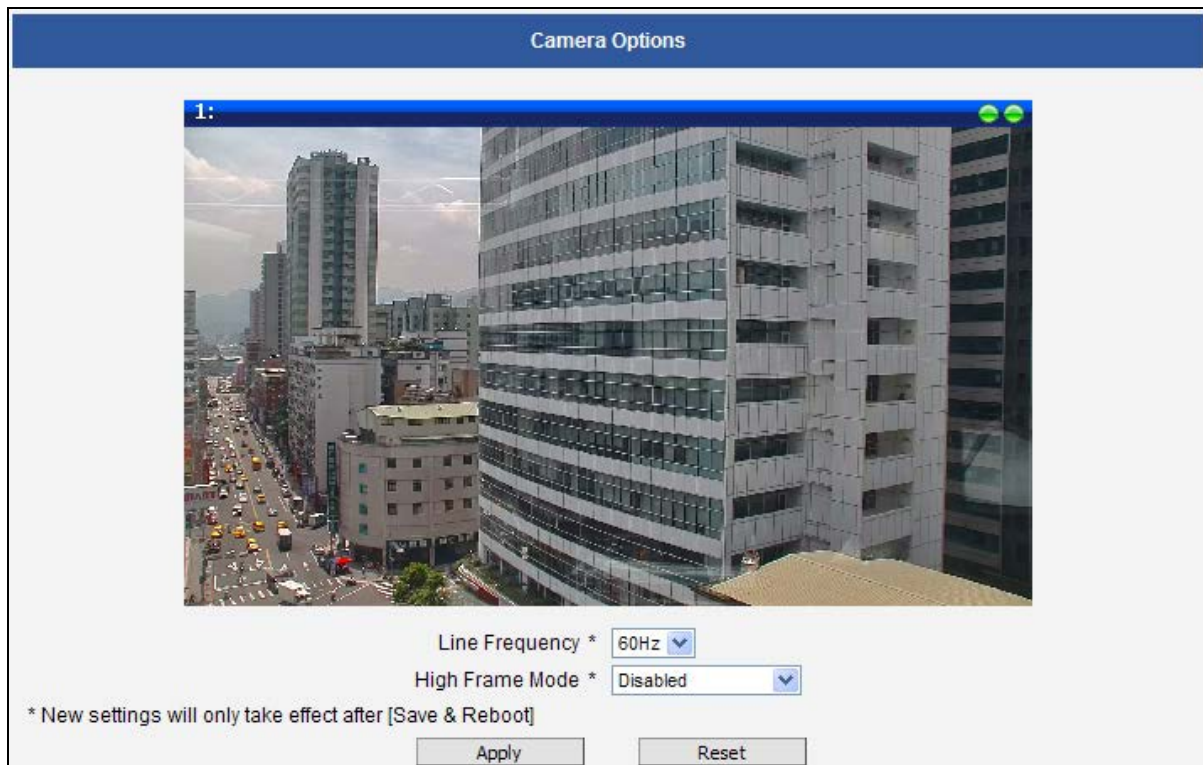 Camera Options
1:
Line Frequency * 60Hz
High Frame Mode * Disabled
* New settings will only take effect after [Save & Reboot]
Apply Reset